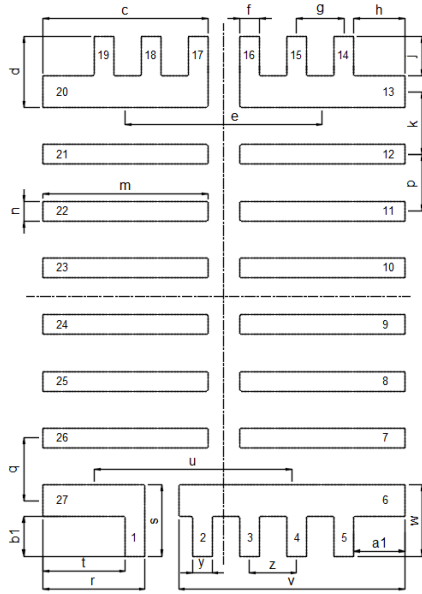 c f g h
19 18 17 16 15 14
d j
20 13
e k
21 12
p
m
n 22 11
23 10
24 9
25 8
26 7
q u
27 6
s w
b1 1 2 3 4 5
a1
t y z
r v